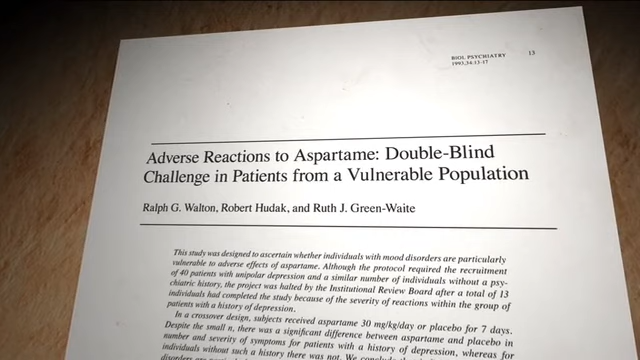 BIOL PSYCHIATRY 13
1993;34:13-17
Adverse Reactions to Aspartame: Double-Blind
Challenge in Patients from a Vulnerable Population
Ralph G. Walton, Robert Hudak, and Ruth J. Green-Waite
This study was designed to ascertain whether individuals with mood disorders are particularly
vulnerable to adverse effects of aspartame. Although the protocol required the recruitment
of 40 patients with unipolar depression and a similar number of individuals without a psy-
chiatric history, the project was halted by the Institutional Review Board after a total of 13
individuals had completed the study because of the severity of reactions within the group of
patients with a history of depression.
In a crossover design, subjects received aspartame 30 mg/kg/day or placebo for 7 days.
Despite the small n, there was a significant difference between aspartame and placebo in
number and severity of symptoms for patients with a history of depression, whereas for
individuals without such a history there was not. We conclude that